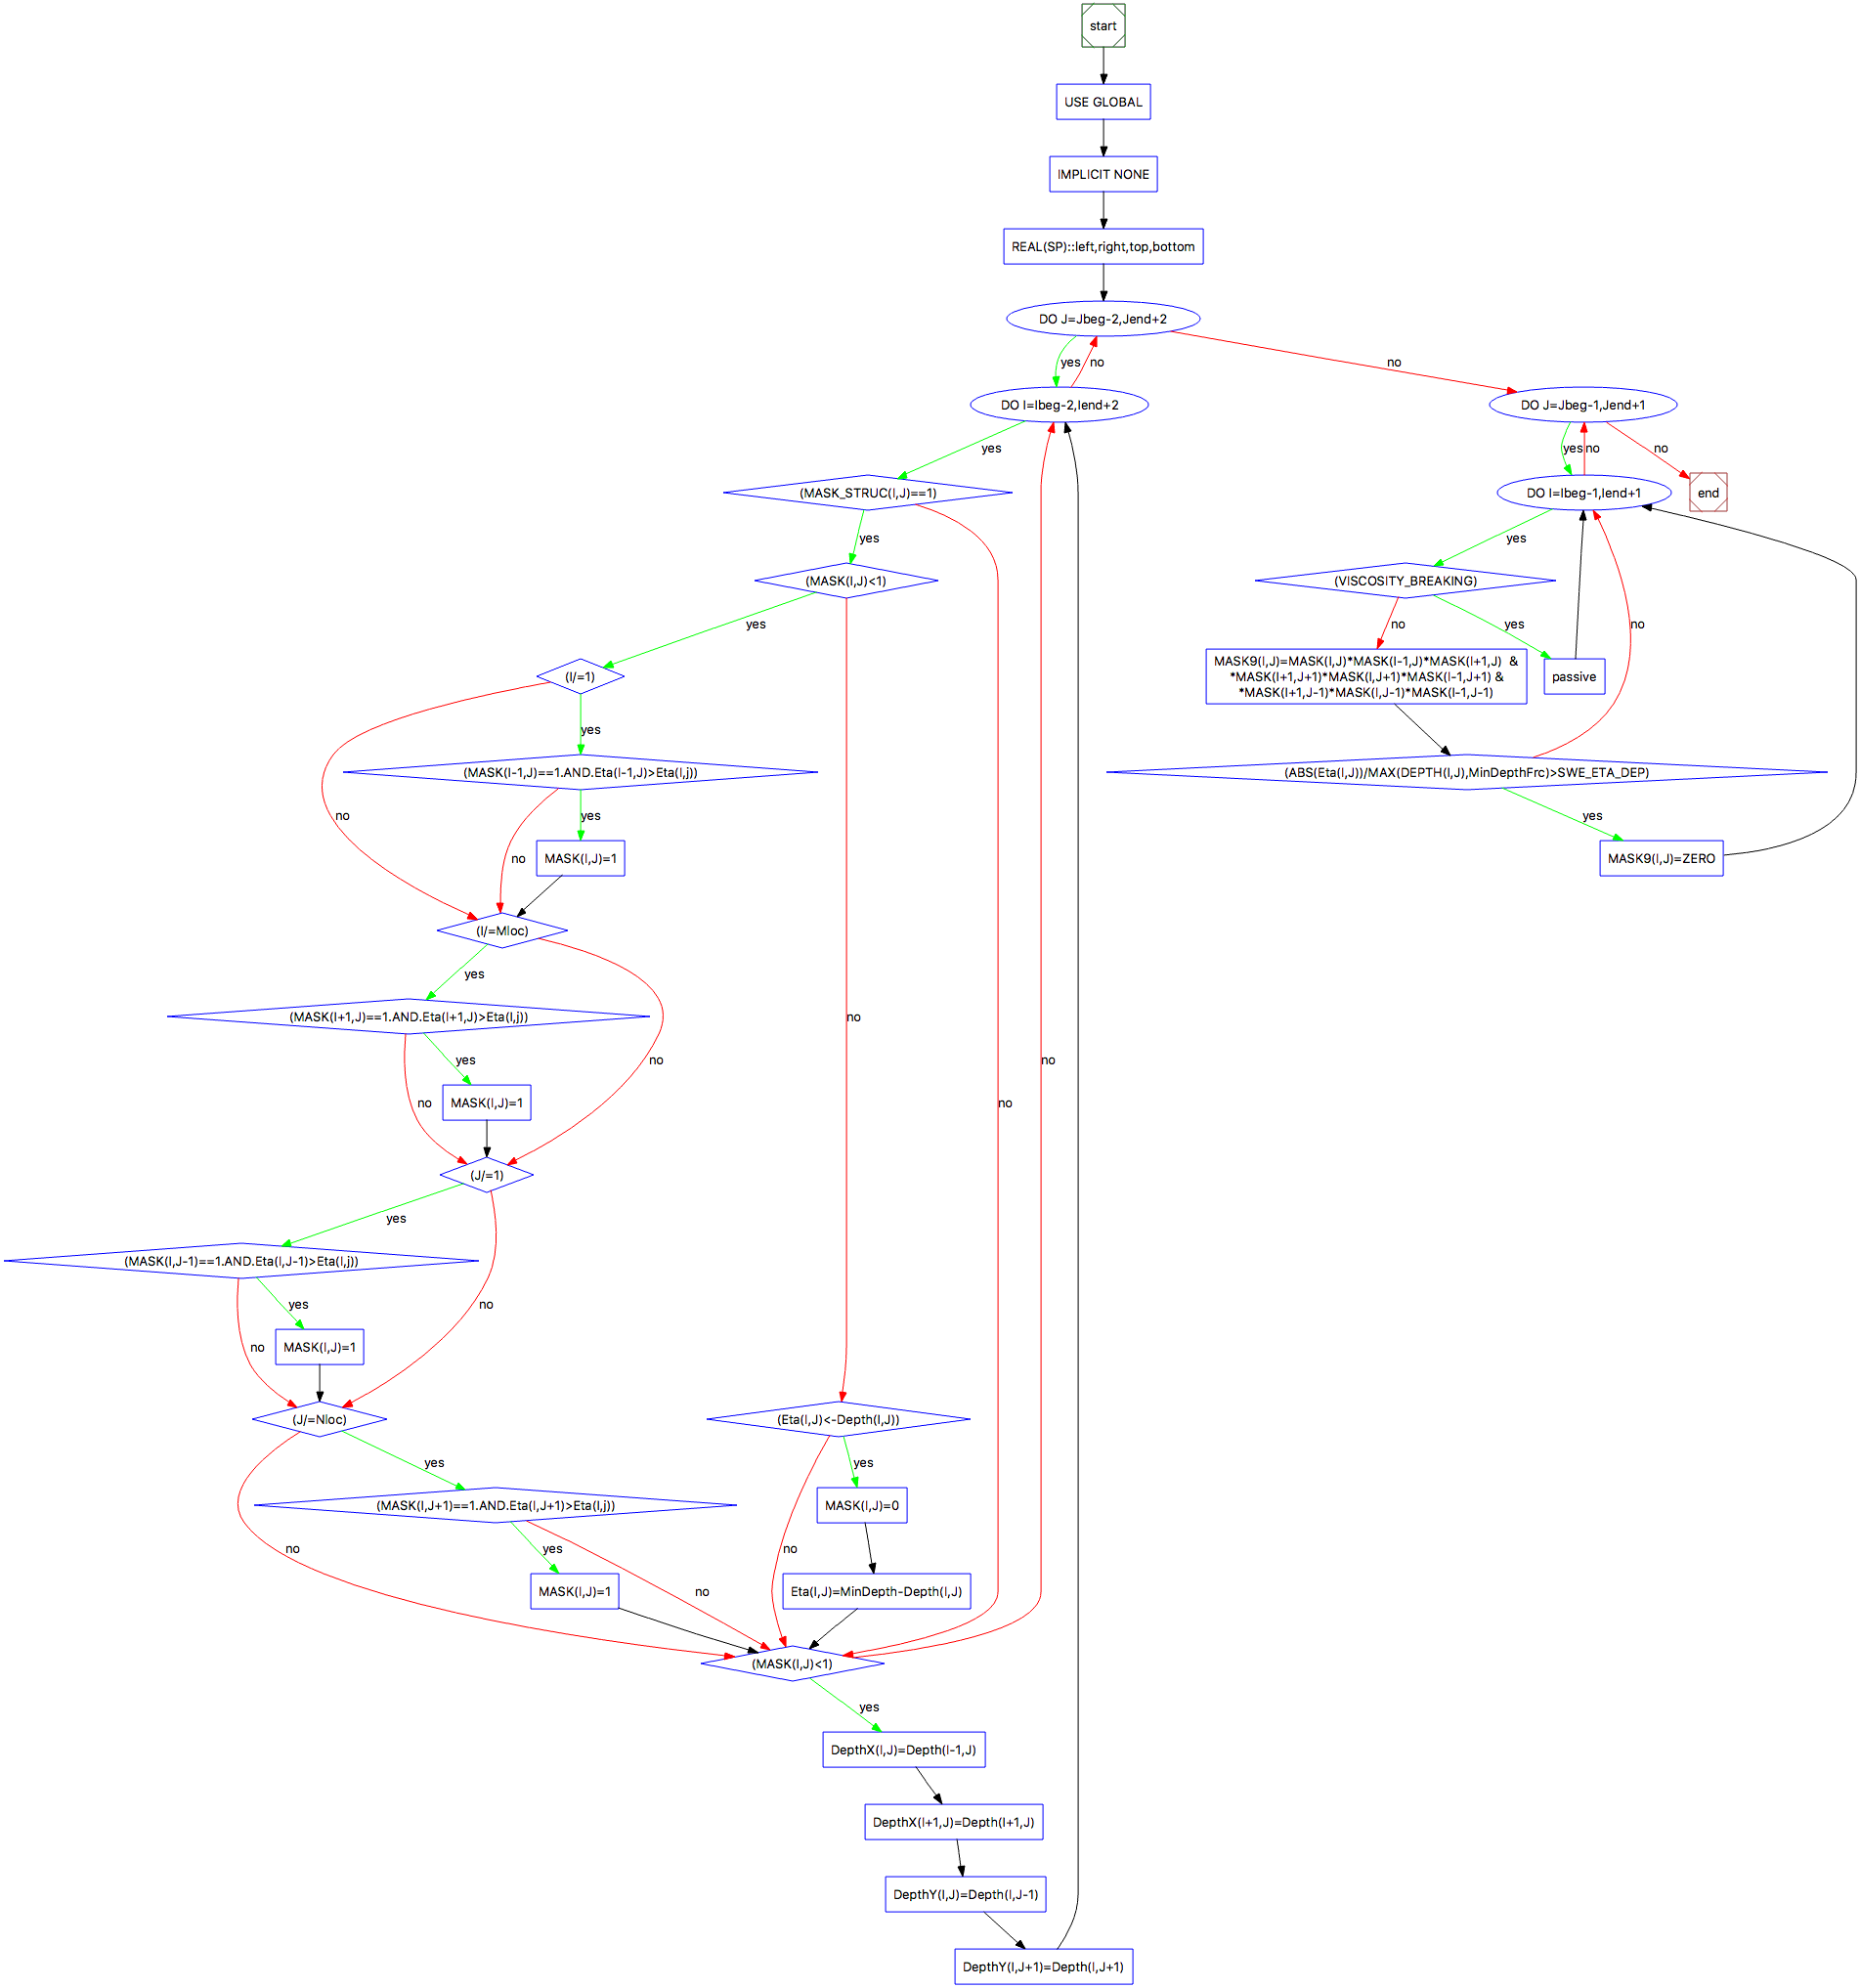 start
USE GLOBAL
IMPLICIT NONE
REAL(SP)::left,right,top,bottom
DO J=Jbeg-2,Jend+2
yes
no
no
DO I=Ibeg-2,Iend+2
DO J=Jbeg-1,Jend+1
yes
yes
no
no
(MASK_STRUC(I,J)==1)
DO I=Ibeg-1,Iend+1
end
yes
yes
(MASK(I,J)<1)
(VISCOSITY_BREAKING)
yes
no
yes
no
(I/=1)
MASK9(I,J)=MASK(I,J)*MASK(I-1,J)*MASK(I+1,J) &
*MASK(I+1,J+1)*MASK(I,J+1)*MASK(I-1,J+1) &
*MASK(I+1,J-1)*MASK(I,J-1)*MASK(I-1,J-1)
passive
yes
(MASK(I-1,J)==1.AND.Eta(I-1,J)>Eta(I,j))
(ABS(Eta(I,J))/MAX(DEPTH(I,J),MinDepthFrc)>SWE_ETA_DEP)
no
yes
yes
no
MASK(I,J)=1
MASK9(I,J)=ZERO
(I/=Mloc)
yes
(MASK(I+1,J)==1.AND.Eta(I+1,J)>Eta(I,j))
no
yes
no
no
no
MASK(I,J)=1
no
(J/=1)
yes
(MASK(I,J-1)==1.AND.Eta(I,J-1)>Eta(I,j))
yes
no
no
MASK(I,J)=1
(J/=Nloc)
(Eta(I,J)<-Depth(I,J))
yes
yes
(MASK(I,J+1)==1.AND.Eta(I,J+1)>Eta(I,j))
MASK(I,J)=0
no
yes
no
MASK(I,J)=1
no
Eta(I,J)=MinDepth-Depth(I,J)
(MASK(I,J)<1)
yes
DepthX(I,J)=Depth(I-1,J)
DepthX(I+1,J)=Depth(I+1,J)
DepthY(I,J)=Depth(I,J-1)
DepthY(I,J+1)=Depth(I,J+1)